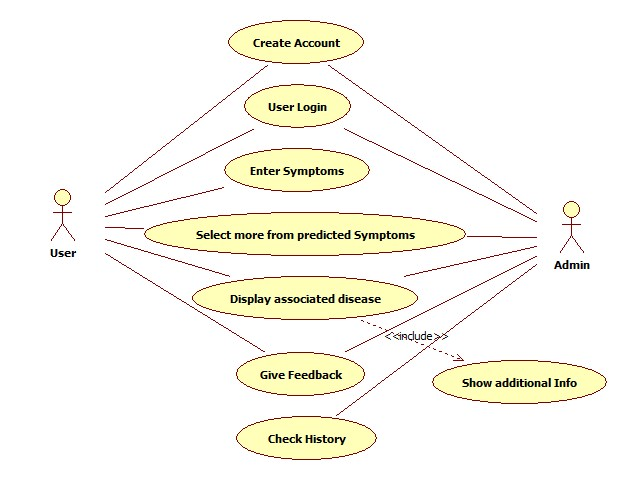 Create Account
User Login
Enter Symptoms
Select more from predicted Symptoms
User
Admin
Display associated disease
<<include>>
Give Feedback
Show additional Info
Check History